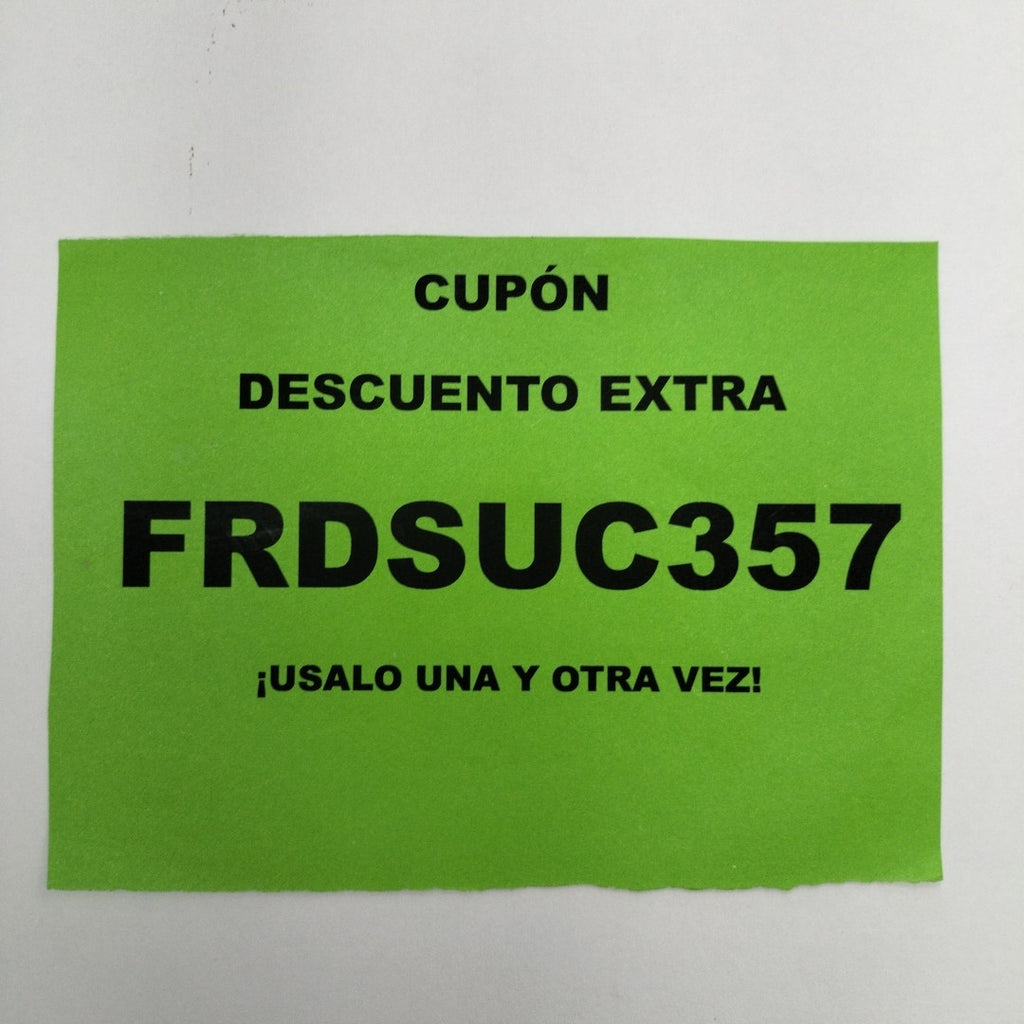 CUPÓN
DESCUENTO EXTRA
FRDSUC357
¡USALO UNA Y OTRA VEZ!